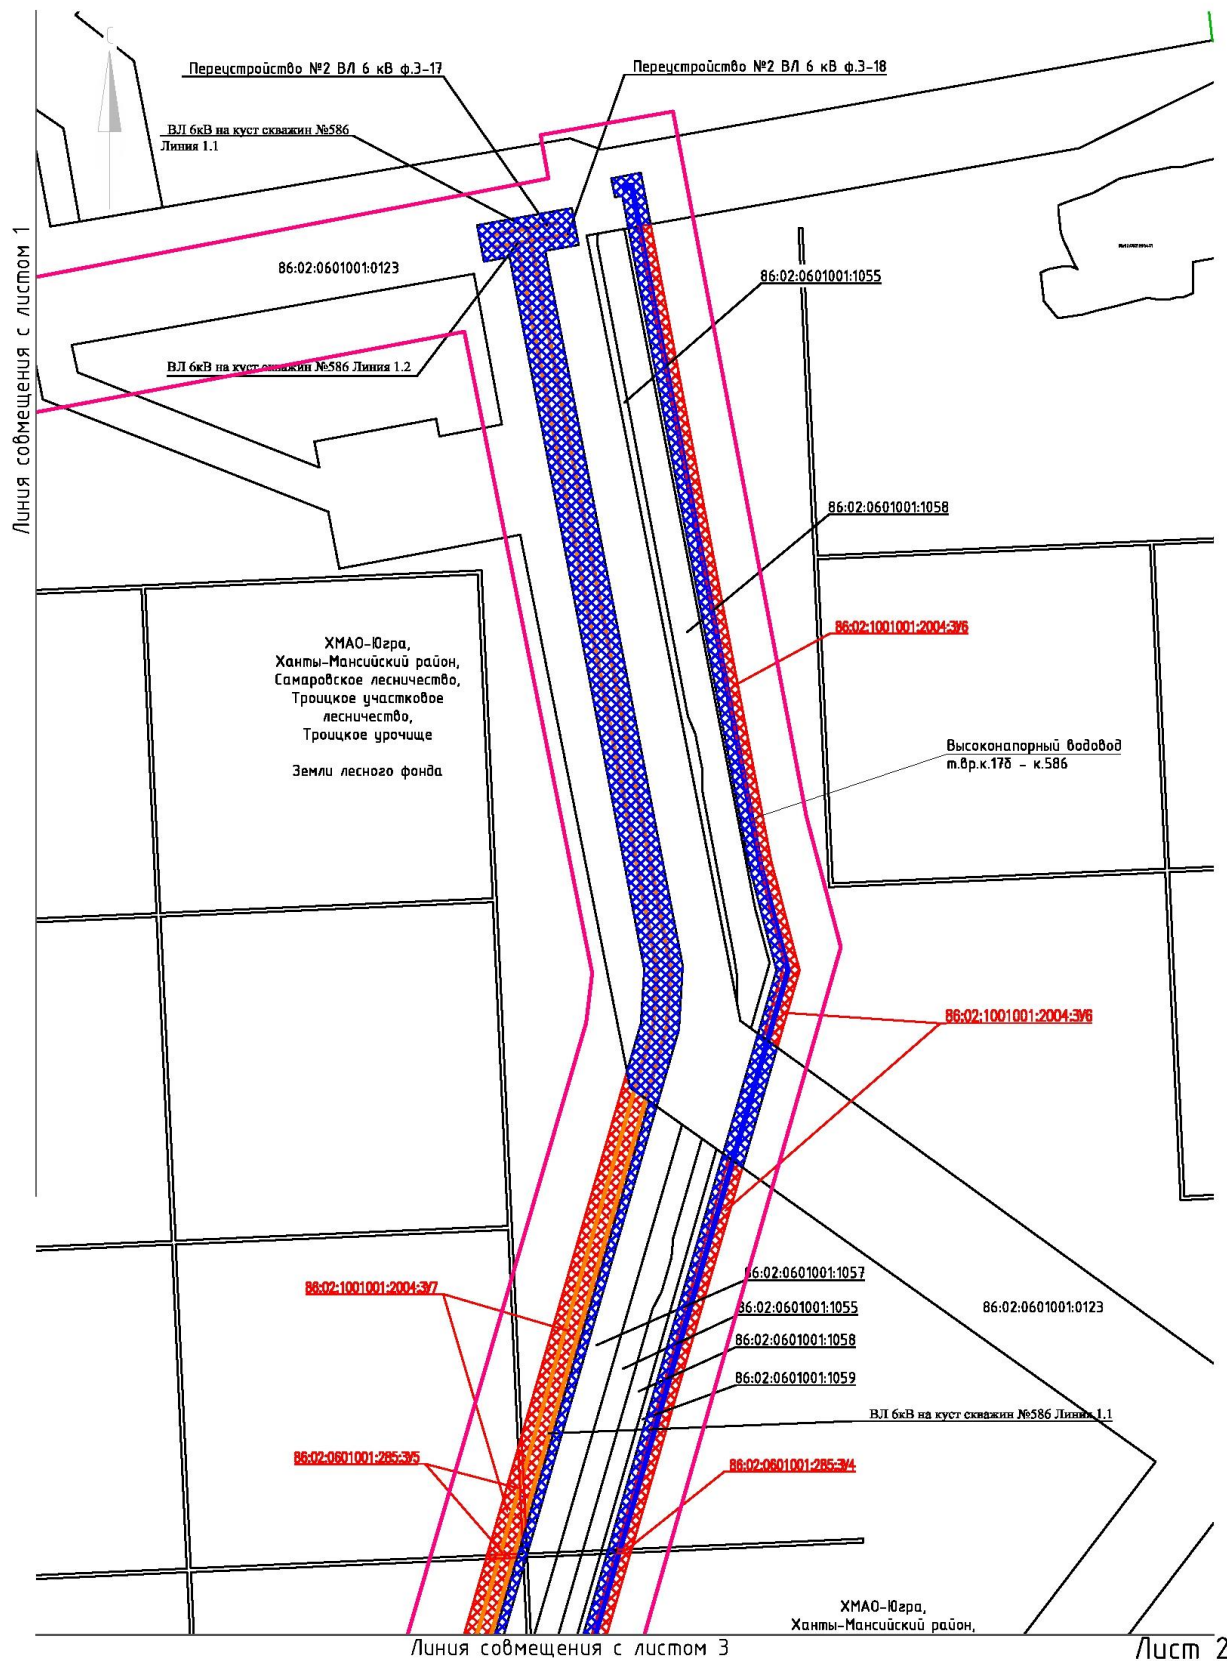 С
Переустройство №2 ВЛ 6 кВ ф.3-17
Переустройство №2 ВЛ 6 кВ ф.3-18
ВЛ 6кВ на куст скважин №586
Линия 1.1
Линия совмещения с листом 1
86:02:0601001:0123
86:02:0601001:1055
ВЛ 6кВ на куст скважин №586 Линия 1.2
86:02:0601001:1058
86:02:1001001:2004:ЗУ6
ХМАО-Югра,
Ханты-Мансийский район,
Самаровское лесничество,
Троицкое участковое
лесничество,
Троицкое урочище
Земли лесного фонда
Высоконапорный водовод
т.вр.к.17б - к.586
86:02:1001001:2004:ЗУ6
86:02:1001001:2004:ЗУ7
86:02:0601001:1057
86:02:0601001:1055
86:02:0601001:0123
86:02:0601001:1058
86:02:0601001:1059
ВЛ 6кВ на куст скважин №586 Линия 1.1
86:02:0601001:285:ЗУ5
86:02:0601001:285:ЗУ4
ХМАО-Югра,
Ханты-Мансийский район,
Линия совмещения с листом 3
Лист 2